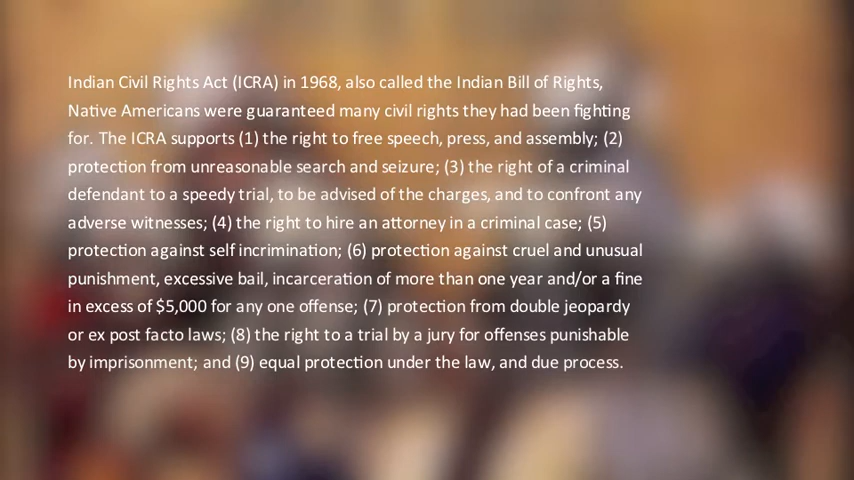 Indian Civil Rights Act (ICRA) in 1968, also called the Indian Bill of Rights,
Native Americans were guaranteed many civil rights they had been fighting
for. The ICRA supports (1) the right to free speech, press, and assembly; (2)
protection from unreasonable search and seizure; (3) the right of a criminal
defendant to a speedy trial, to be advised of the charges, and to confront any
adverse witnesses; (4) the right to hire an attorney in a criminal case; (5)
protection against self incrimination; (6) protection against cruel and unusual
punishment, excessive bail, incarceration of more than one year and/or a fine
in excess of $5,000 for any one offense; (7) protection from double jeopardy
or ex post facto laws; (8) the right to a trial by a jury for offenses punishable
by imprisonment; and (9) equal protection under the law, and due process.